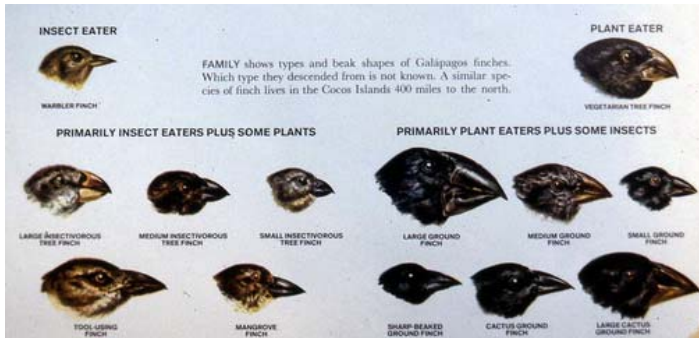 INSECT EATER
PLANT EATER
FAMILY shows types and beak shapes of Galápagos finches.
Which type they descended from is not known. A similar spe-
cies of finch lives in the Cocos Islands 400 miles to the north.
WARBLER FINCH
VEGETARIAN TREE FINCH
PRIMARILY INSECT EATERS PLUS SOME PLANTS
PRIMARILY PLANT EATERS PLUS SOME INSECTS
LARGE INSECTIVOROUS
TREE FINCH
MEDIUM INSECTIVOROUS
TREE FINCH
SMALL INSECTIVOROUS
TREE FINCH
LARGE GROUND
FINCH
MEDIUM GROUND
FINCH
SMALL GROUND
FINCH
TOOL-USING
FINCH
MANGROVE
FINCH
SHARP-BEAKED
GROUND FINCH
CACTUS GROUND
FINCH
LARGE CACTUS
GROUND FINCH